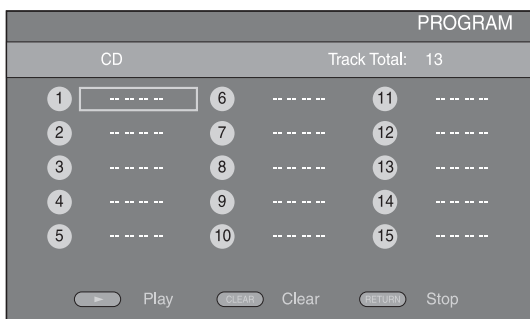 PROGRAM
CD Track Total: 13
1 -- -- -- -- 6 -- -- -- -- 11 -- -- -- --
2 -- -- -- -- 7 -- -- -- -- 12 -- -- -- --
3 -- -- -- -- 8 -- -- -- -- 13 -- -- -- --
4 -- -- -- -- 9 -- -- -- -- 14 -- -- -- --
5 -- -- -- -- 10 -- -- -- -- 15 -- -- -- --
Play CLEAR Clear RETURN Stop